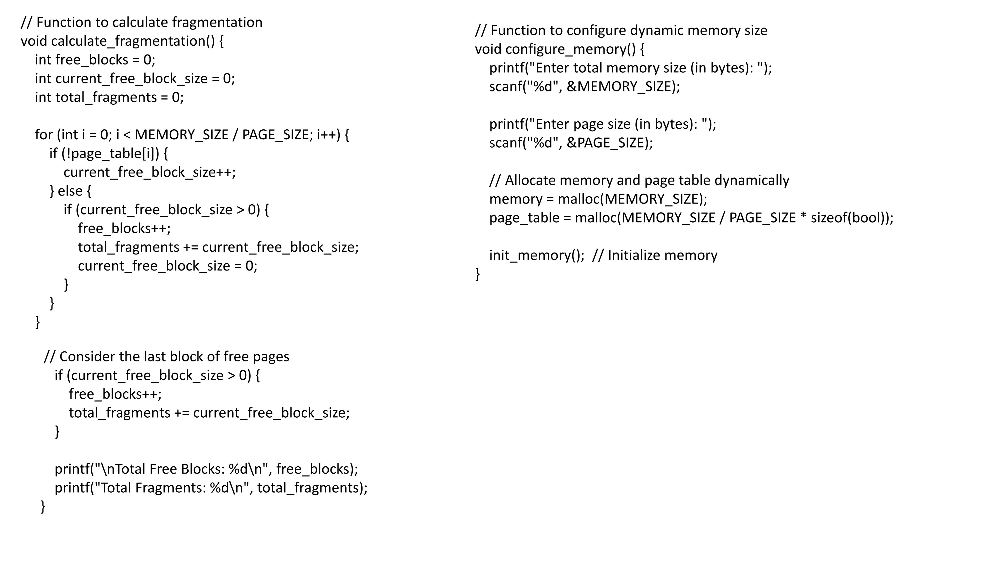 // Function to calculate fragmentation
void calculate_fragmentation() {
int free_blocks = 0;
int current_free_block_size = 0;
int total_fragments = 0;
for (int i = 0; i < MEMORY_SIZE / PAGE_SIZE; i++) {
if (!page_table[i]) {
current_free_block_size++;
} else {
if (current_free_block_size > 0) {
free_blocks++;
total_fragments += current_free_block_size;
current_free_block_size = 0;
}
}
}
// Consider the last block of free pages
if (current_free_block_size > 0) {
free_blocks++;
total_fragments += current_free_block_size;
}
printf("\nTotal Free Blocks: %d\n", free_blocks);
printf("Total Fragments: %d\n", total_fragments);
}
// Function to configure dynamic memory size
void configure_memory() {
printf("Enter total memory size (in bytes): ");
scanf("%d", &MEMORY_SIZE);
printf("Enter page size (in bytes): ");
scanf("%d", &PAGE_SIZE);
// Allocate memory and page table dynamically
memory = malloc(MEMORY_SIZE);
page_table = malloc(MEMORY_SIZE / PAGE_SIZE * sizeof(bool));
init_memory();  // Initialize memory
}